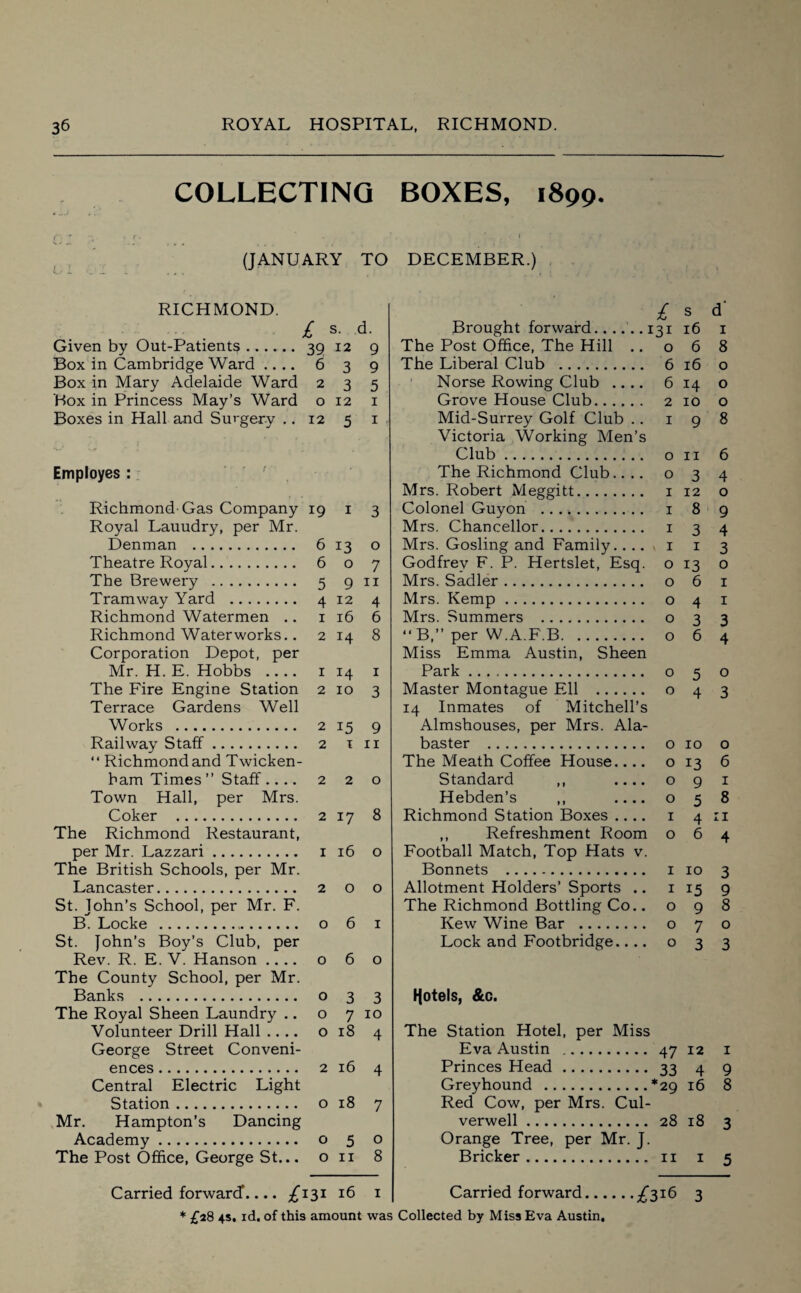 36 ROYAL HOSPITAL, RICHMOND.
COLLECTING BOXES, 1899.
(JANUARY TO DECEMBER.)
RICHMOND.
£ s. d.
Given by Out-Patients ...... 39 12 9
Box in Cambridge Ward .... 6 3 9
Box in Mary Adelaide Ward 2 3 5
Box in Princess May's Ward 0 12 1
Boxes in Hall and Surgery .. 12 5 1
Employes :
Richmond Gas Company 19 1 3
Royal Lauudry, per Mr.
Denman ............ 6 13 0
Theatre Royal............ 6 0 7
The Brewery .......... 5 9 11
Tramway Yard ........ 4 12 4
Richmond Watermen .. 1 16 6
Richmond Waterworks.. 2 14 8
Corporation Depot, per
Mr. H. E. Hobbs .... 1 14 1
The Fire Engine Station 2 10 3
Terrace Gardens Well
Works .............. 2 15 9
Railway Staff .......... 2 1 11
"Richmond and Twicken-
ham Times" Staff .... 2 2 0
Town Hall, per Mrs.
Coker .............. 2 17 8
The Richmond Restaurant,
per Mr. Lazzari .......... 1 16 0
The British Schools, per Mr.
Lancaster................ 2 0 0
St. John's School, per Mr. F.
B. Locke ................ 0 6 1
St. John's Boy's Club, per
Rev. R. E. V. Hanson .... 0 6 0
The County School, per Mr.
Banks .................. 0 3 3
The Royal Sheen Laundry .. 0 7 10
Volunteer Drill Hall .... 0 18 4
George Street Conveni-
ences................ 2 16 4
Central Electric Light
Station .............. 0 18 7
Mr. Hampton's Dancing
Academy ................ 0 5 0
The Post Office, George St... 0 11 8
Carried forward.... £131 16 1
£ s d
Brought forward......131 16 1
The Post Office, The Hill .. 0 6 8
The Liberal Club .......... 6 16 0
Norse Rowing Club .... 6 14 0
Grove House Club...... 2 10 0
Mid-Surrey Golf Club .. 1 9 8
Victoria Working Men's
Club ................ 0 11 6
The Richmond Club.... 0 3 4
Mrs. Robert Meggitt........ 1 12 0
Colonel Guyon ............ 1 8 9
Mrs. Chancellor............ 1 3 4
Mrs. Gosling and Family.... 1 1 3
Godfrey F. P. Hertslet, Esq. 0 13 0
Mrs. Sadler................ 0 6 1
Mrs. Kemp ................ 0 4 1
Mrs. Summers ............ 0 3 3
"B," per W.A.F.B. ........ 0 6 4
Miss Emma Austin, Sheen
Park .................... 0 5 0
Master Montague Ell ...... 0 4 3
14 Inmates of Mitchell's
Almshouses, per Mrs. Ala-
baster .................. 0 10 0
The Meath Coffee House.... 0 13 6
Standard ,, .... 0 9 1
Hebden's ,, .... 0 5 8
Richmond Station Boxes .... 1 4 11
,, Refreshment Room 0 6 4
Football Match, Top Hats v.
Bonnets ................ 1 10 3
Allotment Holders' Sports .. 1 15 9
The Richmond Bottling Co.. 0 9 8
Kew Wine Bar ........ 0 7 0
Lock and Footbridge.... 0 3 3
Hotels, &c.
The Station Hotel, per Miss
Eva Austin .......... 47 12 1
Princes Head .......... 33 4 9
Greyhound ............*29 16 8
Red Cow, per Mrs. Cul-
verwell .............. 28 18 3
Orange Tree, per Mr. J.
Bricker .............. 11 1 5
Carried forward......£316 3
* £28 4s. 1d. of this amount was Collected by Miss Eva Austin.